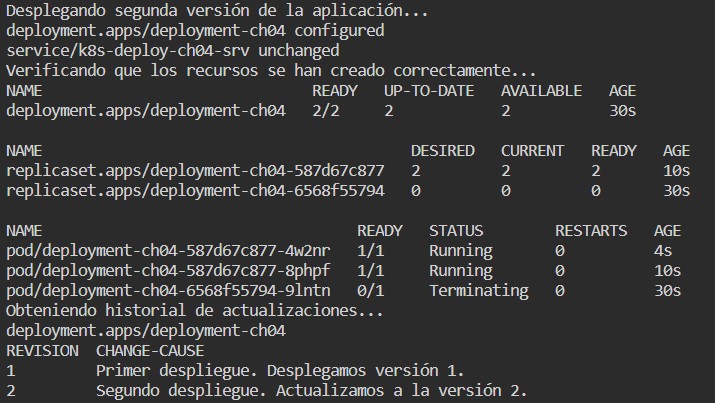 Desplegando segunda versión de la aplicación...
deployment.apps/deployment-ch04 configured
service/k8s-deploy-ch04-srv unchanged
Verificando que los recursos se han creado correctamente...
NAME READY UP-TO-DATE AVAILABLE AGE
deployment.apps/deployment-ch04 2/2 2 2 30s
NAME DESIRED CURRENT READY AGE
replicaset.apps/deployment-ch04-587d67c877 2 2 2 10s
replicaset.apps/deployment-ch04-6568f55794 0 0 0 30s
NAME READY STATUS RESTARTS AGE
pod/deployment-ch04-587d67c877-4w2nr 1/1 Running 0 4s
pod/deployment-ch04-587d67c877-8phpf 1/1 Running 0 10s
pod/deployment-ch04-6568f55794-9lntn 0/1 Terminating 0 30s
Obteniendo historial de actualizaciones...
deployment.apps/deployment-ch04
REVISION CHANGE-CAUSE
1 Primer despliegue. Desplegamos versión 1.
2 Segundo despliegue. Actualizamos a la versión 2.